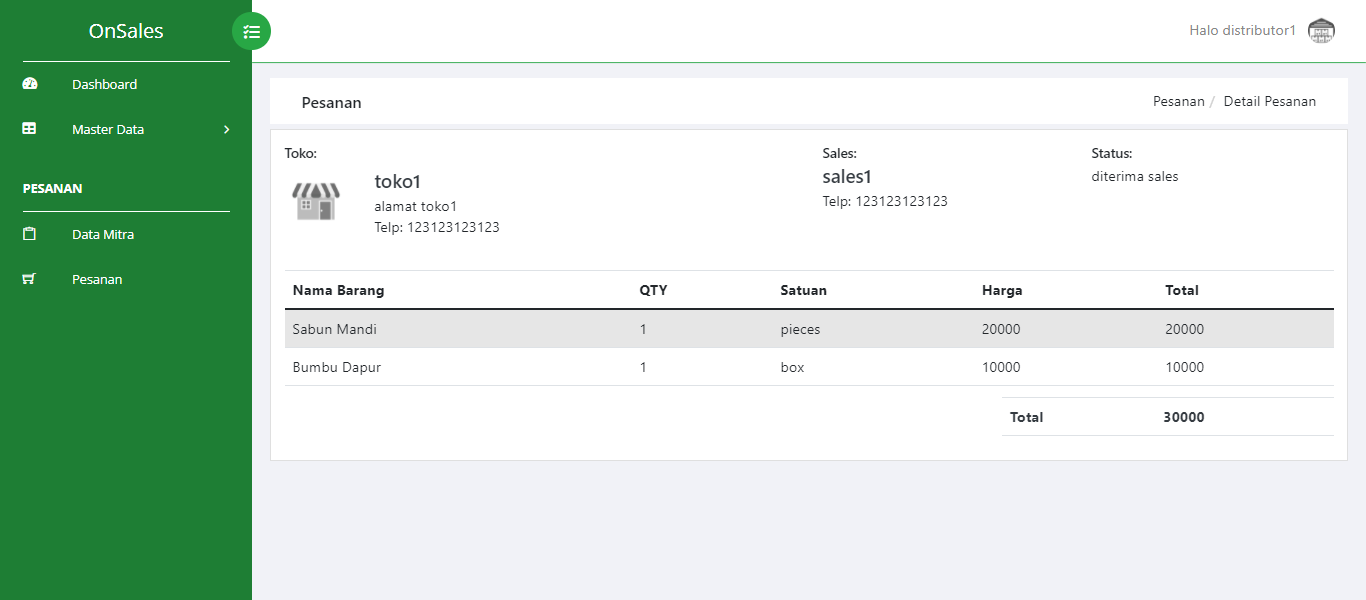 OnSales
Halo distributor1
Dashboard
Master Data
PESANAN
Data Mitra
Pesanan
Pesanan
Pesanan / Detail Pesanan
Toko:
toko1
alamat toko1
Telp: 123123123123
Sales:
sales1
Telp: 123123123123
Status:
diterima sales
Nama Barang QTY Satuan Harga Total
Sabun Mandi 1 pieces 20000 20000
Bumbu Dapur 1 box 10000 10000
Total 30000